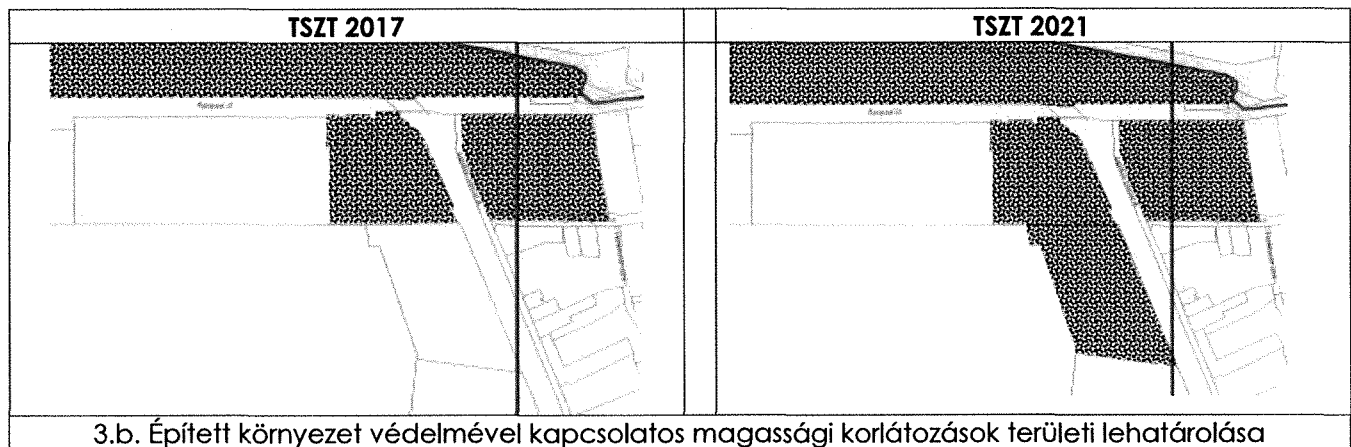 TSZT 2017
TSZT 2021
3.b. Épített környezet védelmével kapcsolatos magassági korlátozások területi lehatárolása